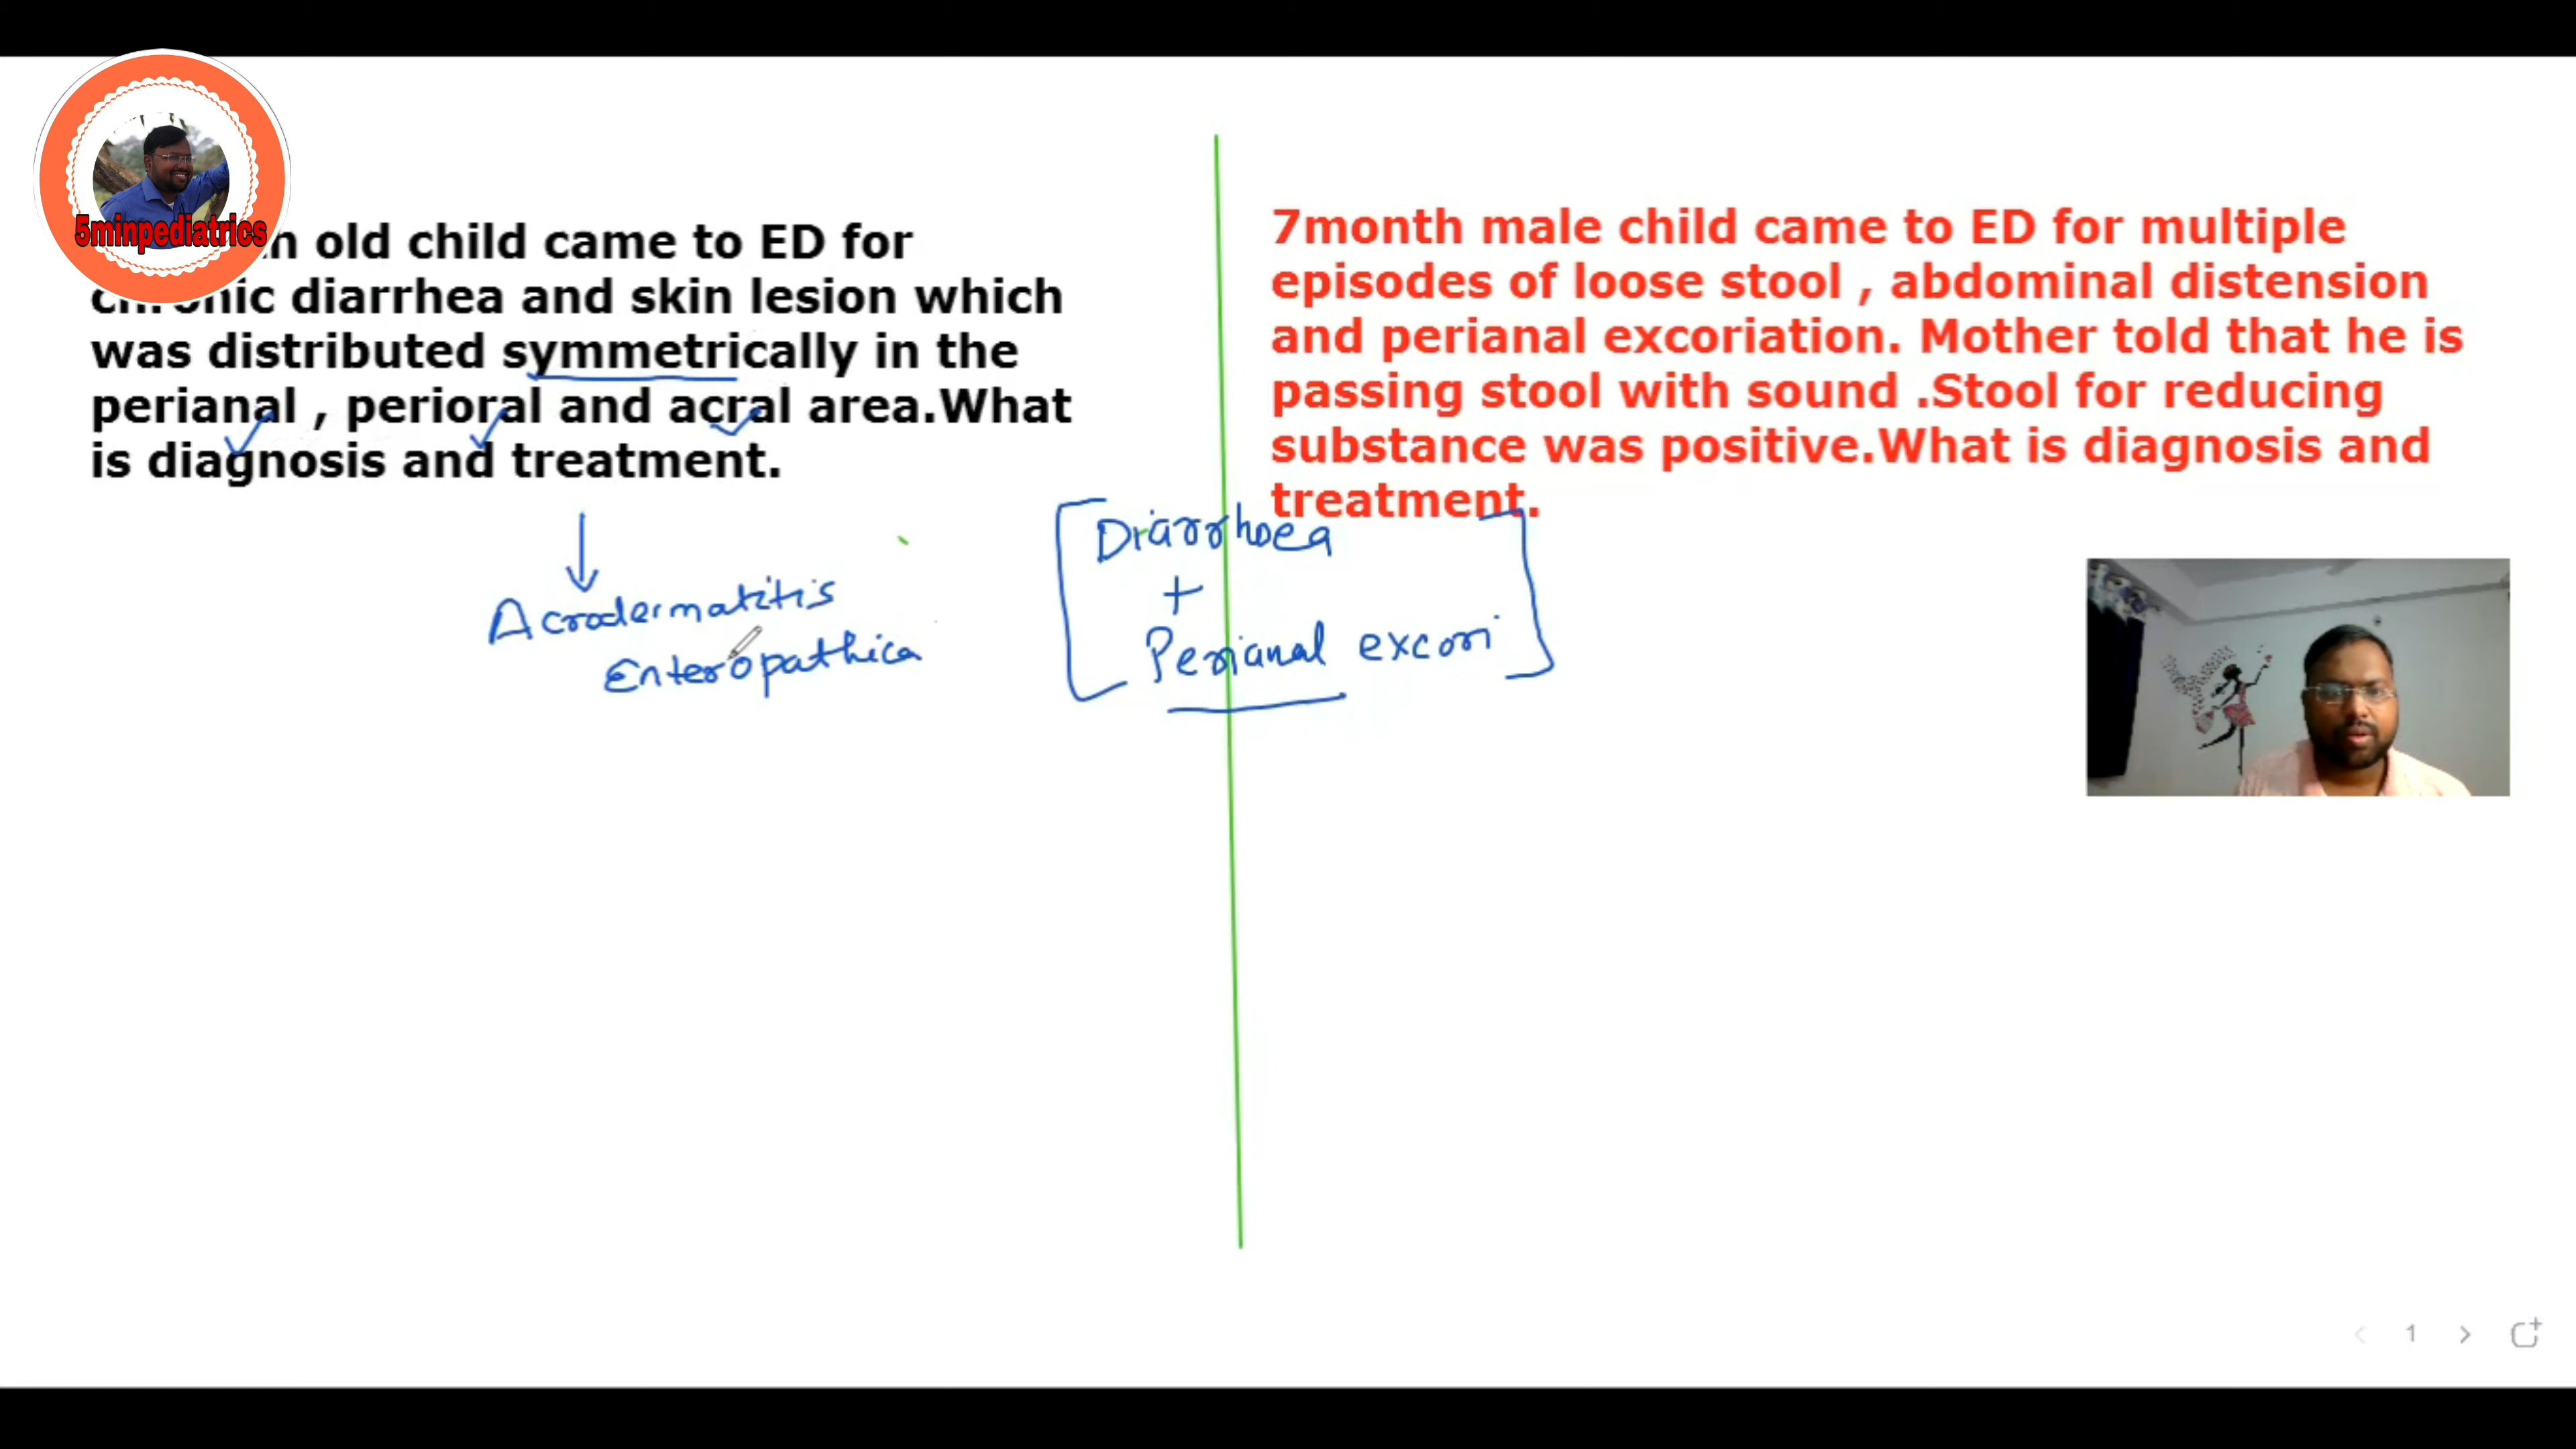 5minpediatrics
old child came to ED for
chronic diarrhea and skin lesion which
was distributed symmetrically in the
perianal , perioral and acral area.What
is diagnosis and treatment.
Acrodermatitis
Enteropathica
7month male child came to ED for multiple
episodes of loose stool , abdominal distension
and perianal excoriation. Mother told that he is
passing stool with sound .Stool for reducing
substance was positive.What is diagnosis and
treatment.
Diarrhoea
+
Perianal excori
1